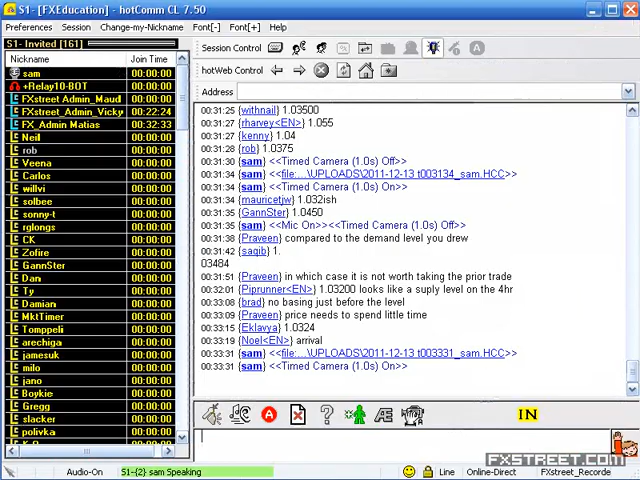 S1- [FXEducation] - hotComm CL 7.50
Preferences Session Change-my-Nickname Font[-] Font[+] Help
S1- Invited [161]
Session Control
Nickname Join Time
hotWeb Control
Address
sam 00:00:00
+Relay10-BOT 00:00:00
FXstreet Admin_Maud 00:00:00
FXstreet_Admin_Vicky 00:22:24
FX_Admin Matias 00:32:33
Neil 00:00:00
rob 00:00:00
Veena 00:00:00
Carlos 00:00:00
willvi 00:00:00
solbee 00:00:00
sonny-t 00:00:00
rglongs 00:00:00
CK 00:00:00
Zofire 00:00:00
GannSter 00:00:00
Dan 00:00:00
Ty 00:00:00
Damian 00:00:00
MktTimer 00:00:00
Tomppeli 00:00:00
arechiga 00:00:00
jamesuk 00:00:00
milo 00:00:00
jano 00:00:00
Boykie 00:00:00
Gregg 00:00:00
slacker 00:00:00
polivka 00:00:00
00:31:25 {withnail} 1.03500
00:31:27 {rharvey<EN>} 1.055
00:31:27 {kenny} 1.04
00:31:28 {rob} 1.0375
00:31:30 {sam} <<Timed Camera (1.0s) Off>>
00:31:34 {sam} <<file:...\UPLOADS\2011-12-13 t003134_sam.HCC>>
00:31:34 {sam} <<Timed Camera (1.0s) On>>
00:31:34 {mauricetjw} 1.032ish
00:31:35 {GannSter} 1.0450
00:31:35 {sam} <<Mic On>><<Timed Camera (1.0s) Off>>
00:31:38 {Praveen} compared to the demand level you drew
00:31:42 {saqib} 1.
03484
00:31:51 {Praveen} in which case it is not worth taking the prior trade
00:32:01 {Piprunner<EN>} 1.03200 looks like a suply level on the 4hr
00:33:08 {brad} no basing just before the level
00:33:09 {Praveen} price needs to spend little time
00:33:15 {Eklavya} 1.0324
00:33:19 {Noel<EN>} arrival
00:33:31 {sam} <<file:...\UPLOADS\2011-12-13 t003331_sam.HCC>>
00:33:31 {sam} <<Timed Camera (1.0s) On>>
IN
FXSTREET.COM
Audio-On S1-{2} sam Speaking Line Online-Direct FXstreet_Recorde